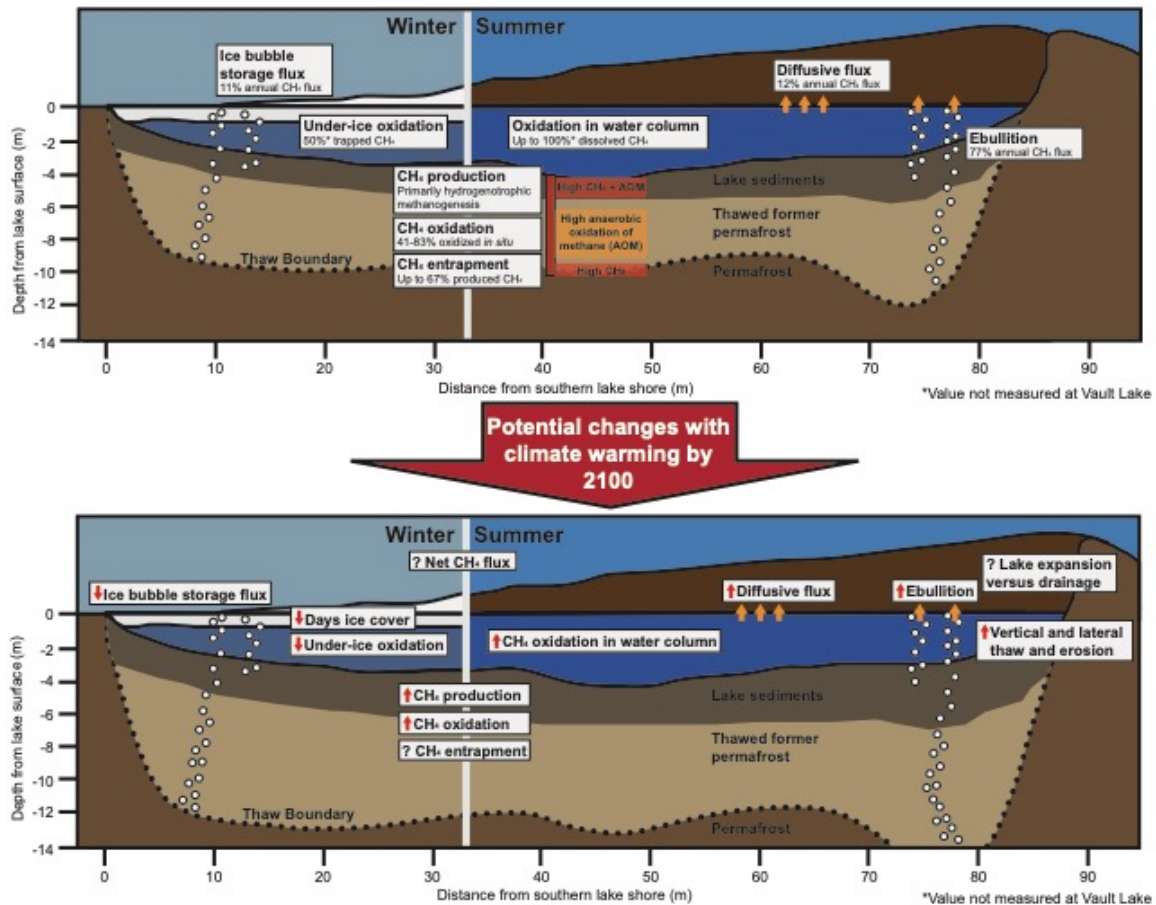 Winter Summer
Ice bubble
storage flux
11% annual CH₄ flux
Diffusive flux
12% annual CH₄ flux
Under-ice oxidation
50%* trapped CH₄
Oxidation in water column
Up to 100%* dissolved CH₄
Ebullition
77% annual CH₄ flux
CH₄ production
Primarily hydrogenotrophic
methanogenesis
High CH₄ + AOM
Lake sediments
CH₄ oxidation
41-83% oxidized in situ
High anaerobic
oxidation of
methane (AOM)
Thawed former
permafrost
CH₄ entrapment
Up to 67% produced CH₄
High CH₄
Thaw Boundary
Permafrost
Depth from lake surface (m)
0
-2
-4
-6
-8
-10
-12
-14
0 10 20 30 40 50 60 70 80 90
Distance from southern lake shore (m)
*Value not measured at Vault Lake
Potential changes with
climate warming by
2100
Winter Summer
? Net CH₄ flux
? Lake expansion
versus drainage
Ice bubble storage flux
Diffusive flux
Ebullition
Days ice cover
Under-ice oxidation
CH₄ oxidation in water column
Vertical and lateral
thaw and erosion
CH₄ production
Lake sediments
CH₄ oxidation
? CH₄ entrapment
Thawed former
permafrost
Thaw Boundary
Permafrost
Depth from lake surface (m)
0
-2
-4
-6
-8
-10
-12
-14
0 10 20 30 40 50 60 70 80 90
Distance from southern lake shore (m)
*Value not measured at Vault Lake